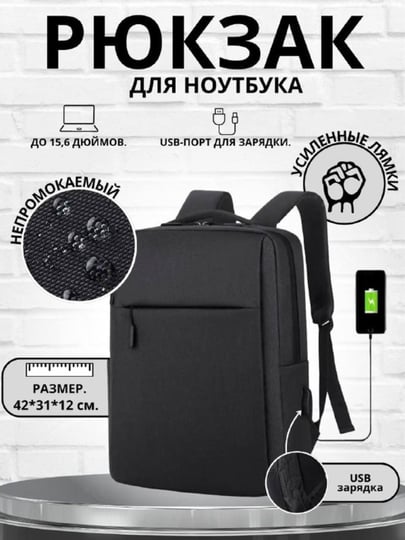 РЮКЗАК
ДЛЯ НОУТБУКА
ДО 15,6 ДЮЙМОВ.
USB-ПОРТ ДЛЯ ЗАРЯДКИ.
УСИЛЕННЫЕ ЛЯМКИ
НЕПРОМОКАЕМЫЙ
РАЗМЕР.
42*31*12 см.
USB
зарядка